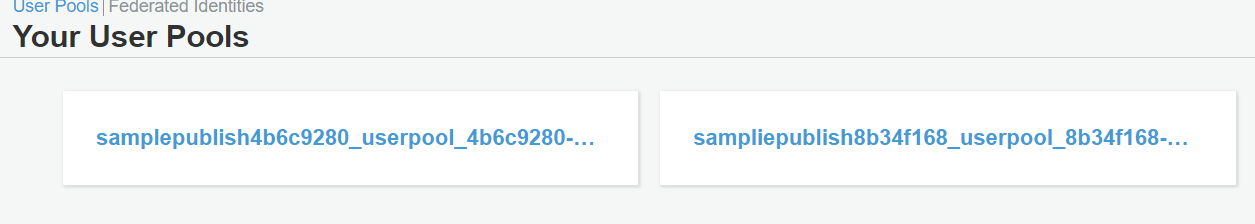 User Pools | Federated Identities
Your User Pools
samplepublish4b6c9280_userpool_4b6c9280-...
sampliepublish8b34f168_userpool_8b34f168-...